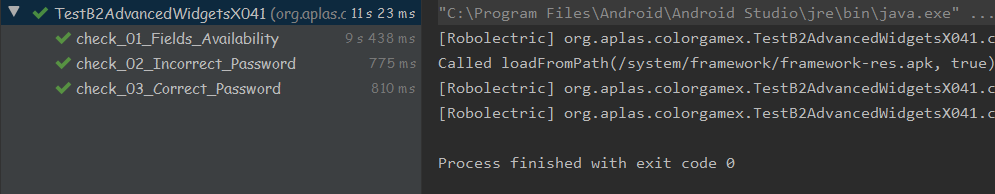 TestB2AdvancedWidgetsX041 (org.aplas.c 11 s 23 ms
check_01_Fields_Availability 9 s 438 ms
check_02_Incorrect_Password 775 ms
check_03_Correct_Password 810 ms
"C:\Program Files\Android\Android Studio\jre\bin\java.exe" ...
[Robolectric] org.aplas.colorgamex.TestB2AdvancedWidgetsX041.c
Called loadFromPath(/system/framework/framework-res.apk, true)
[Robolectric] org.aplas.colorgamex.TestB2AdvancedWidgetsX041.c
[Robolectric] org.aplas.colorgamex.TestB2AdvancedWidgetsX041.c
Process finished with exit code 0